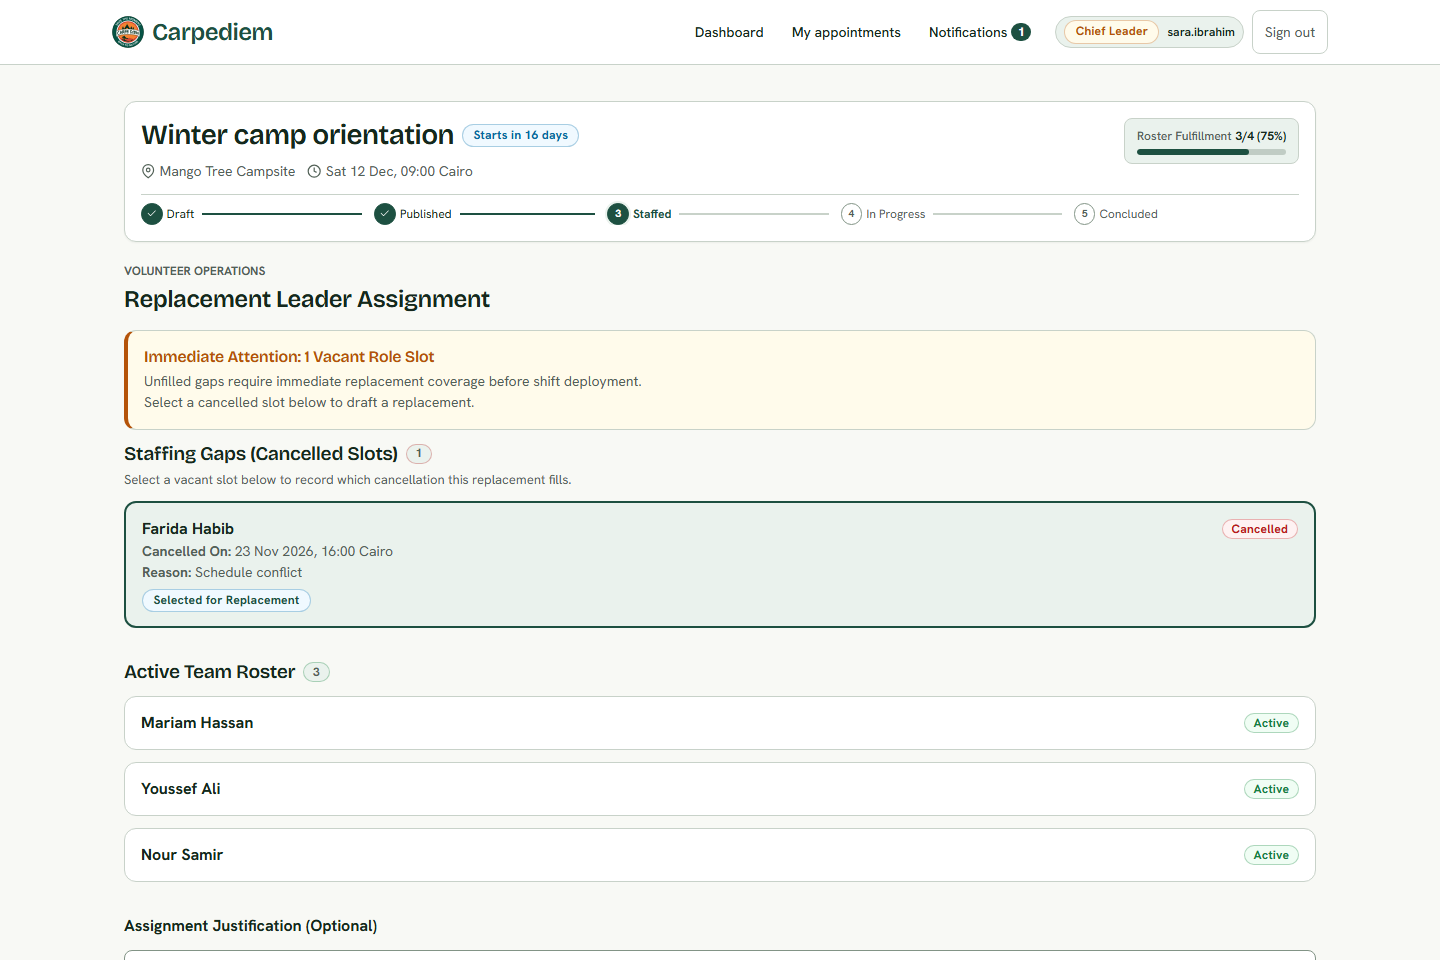 Carpediem
Dashboard
My appointments
Notifications 1
Chief Leader
sara.ibrahim
Sign out
Winter camp orientation
Starts in 16 days
Roster Fulfillment 3/4 (75%)
Mango Tree Campsite
Sat 12 Dec, 09:00 Cairo
Draft
Published
3 Staffed
4 In Progress
5 Concluded
VOLUNTEER OPERATIONS
Replacement Leader Assignment
Immediate Attention: 1 Vacant Role Slot
Unfilled gaps require immediate replacement coverage before shift deployment.
Select a cancelled slot below to draft a replacement.
Staffing Gaps (Cancelled Slots) 1
Select a vacant slot below to record which cancellation this replacement fills.
Farida Habib
Cancelled
Cancelled On: 23 Nov 2026, 16:00 Cairo
Reason: Schedule conflict
Selected for Replacement
Active Team Roster 3
Mariam Hassan
Active
Youssef Ali
Active
Nour Samir
Active
Assignment Justification (Optional)